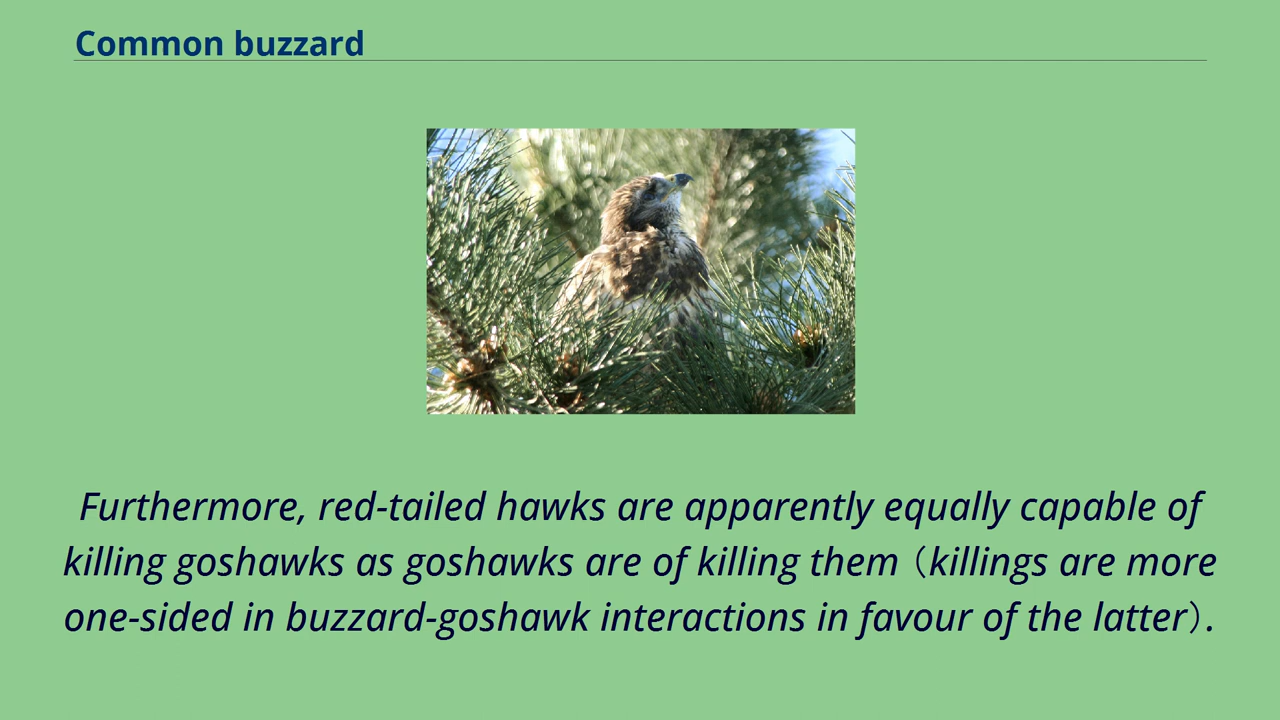 Common buzzard
Furthermore, red-tailed hawks are apparently equally capable of
killing goshawks as goshawks are of killing them（killings are more
one-sided in buzzard-goshawk interactions in favour of the latter）.